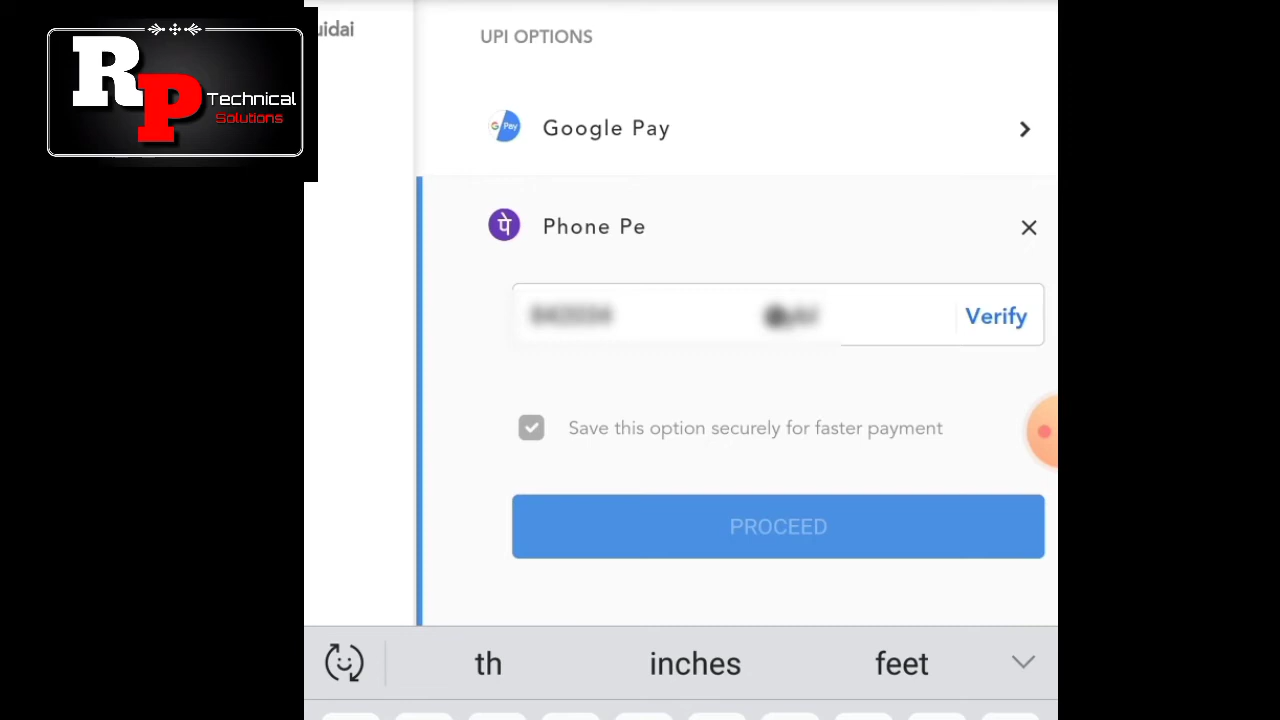 uidai
RP Technical
Solutions
UPI OPTIONS
G Pay
Google Pay
पे
Phone Pe
Verify
Save this option securely for faster payment
PROCEED
th
inches
feet